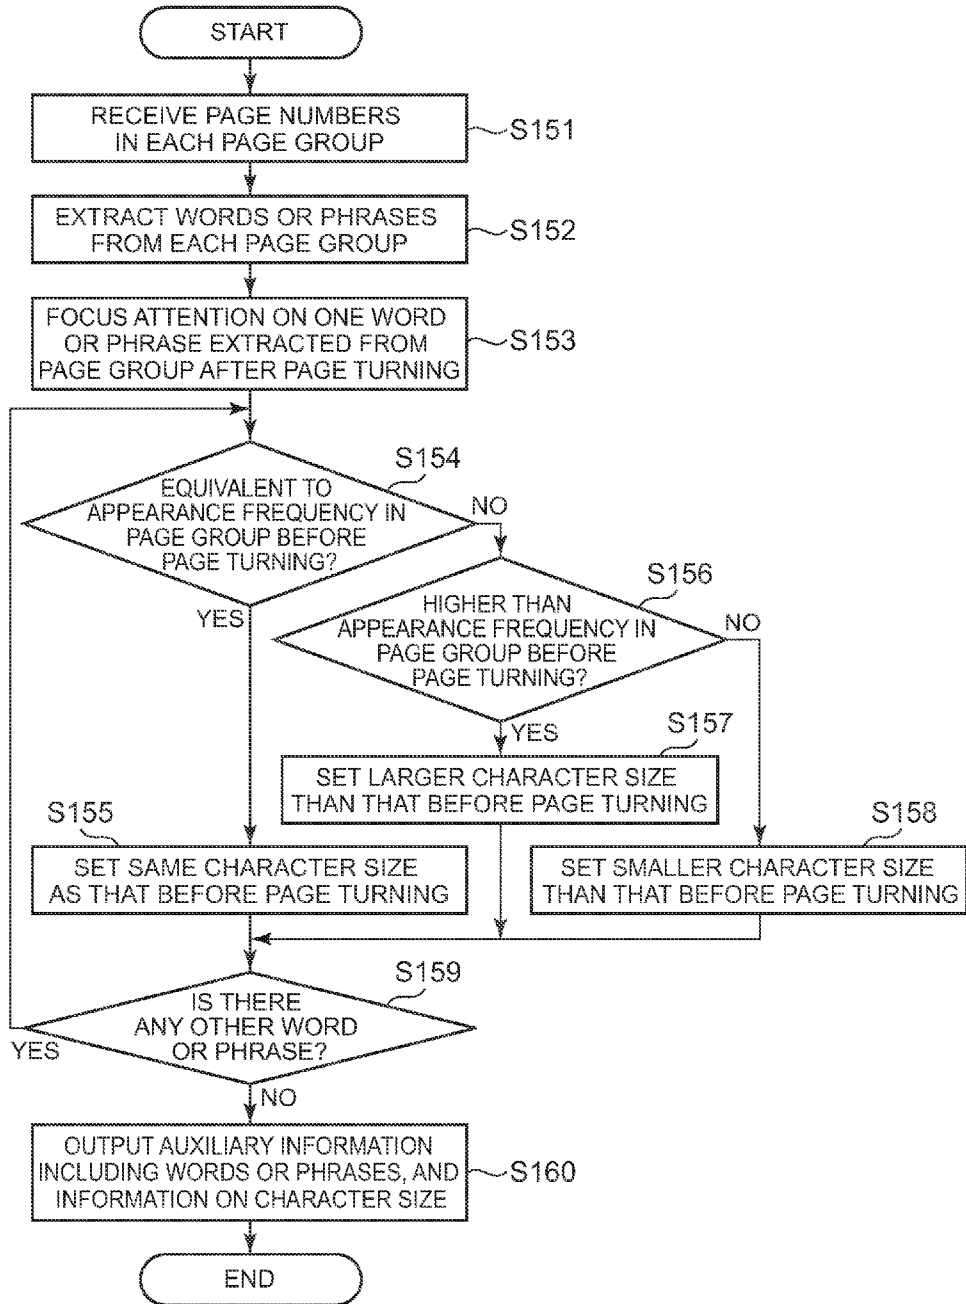 START
RECEIVE PAGE NUMBERS
IN EACH PAGE GROUP
S151
EXTRACT WORDS OR PHRASES
FROM EACH PAGE GROUP
S152
FOCUS ATTENTION ON ONE WORD
OR PHRASE EXTRACTED FROM
PAGE GROUP AFTER PAGE TURNING
S153
S154
EQUIVALENT TO
APPEARANCE FREQUENCY IN
PAGE GROUP BEFORE
PAGE TURNING?
NO
YES
S156
HIGHER THAN
APPEARANCE FREQUENCY IN
PAGE GROUP BEFORE
PAGE TURNING?
NO
YES
S157
SET LARGER CHARACTER SIZE
THAN THAT BEFORE PAGE TURNING
S155
SET SAME CHARACTER SIZE
AS THAT BEFORE PAGE TURNING
S158
SET SMALLER CHARACTER SIZE
THAN THAT BEFORE PAGE TURNING
S159
IS THERE
ANY OTHER WORD
OR PHRASE?
YES
NO
OUTPUT AUXILIARY INFORMATION
INCLUDING WORDS OR PHRASES, AND
INFORMATION ON CHARACTER SIZE
S160
END